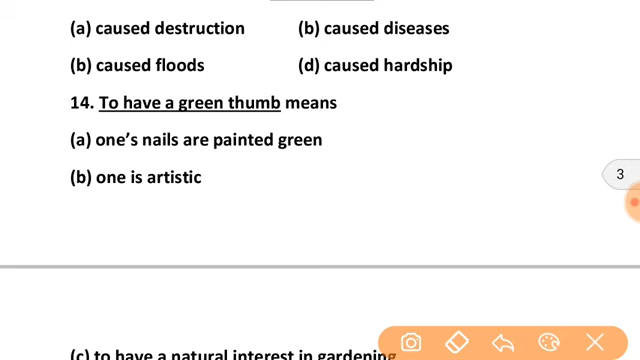 (a) caused destruction (b) caused diseases
(b) caused floods (d) caused hardship
14. To have a green thumb means
(a) one's nails are painted green
(b) one is artistic
3
(c) to have a natural interest in gardening